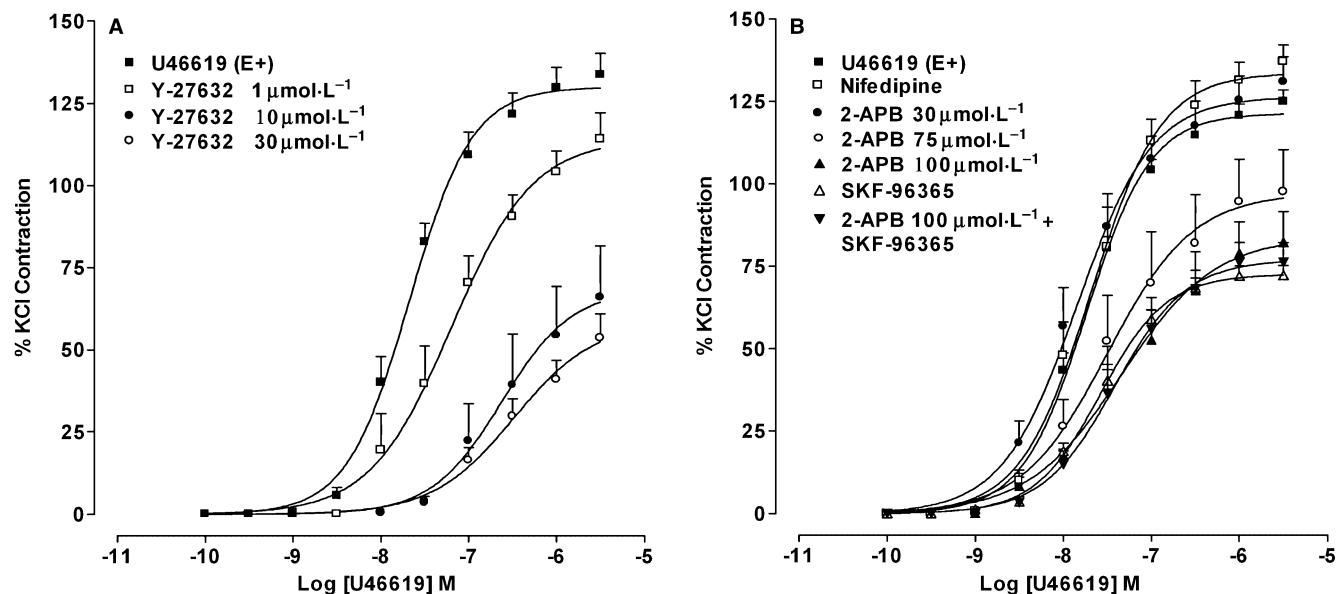 A
U46619 (E+)
Y-27632 1 μmol·L⁻¹
Y-27632 10 μmol·L⁻¹
Y-27632 30 μmol·L⁻¹
150
125
100
75
50
25
0
% KCl Contraction
-11 -10 -9 -8 -7 -6 -5
Log [U46619] M
B
U46619 (E+)
Nifedipine
2-APB 30 μmol·L⁻¹
2-APB 75 μmol·L⁻¹
2-APB 100 μmol·L⁻¹
SKF-96365
2-APB 100 μmol·L⁻¹ +
SKF-96365
150
125
100
75
50
25
0
% KCl Contraction
-11 -10 -9 -8 -7 -6 -5
Log [U46619] M